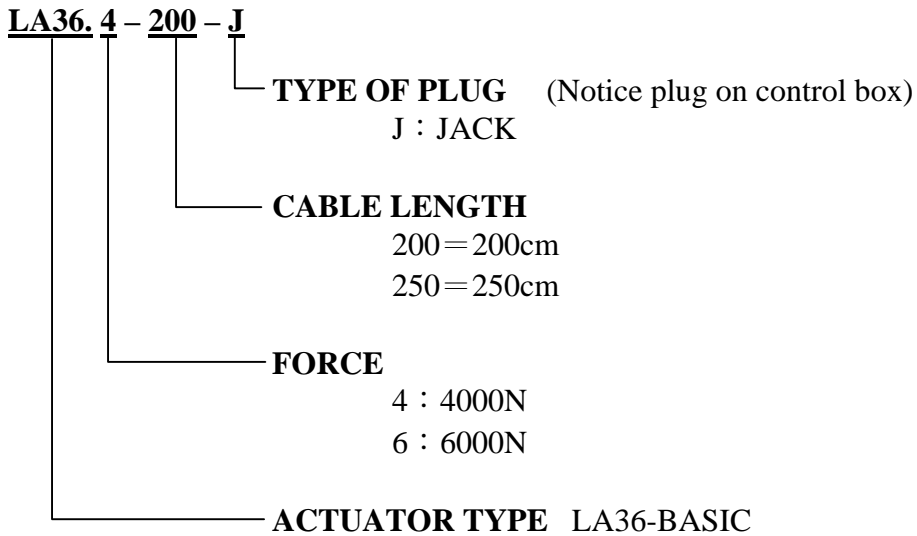 LA36. 4 – 200 – J
TYPE OF PLUG (Notice plug on control box)
J：JACK
CABLE LENGTH
200＝200cm
250＝250cm
FORCE
4：4000N
6：6000N
ACTUATOR TYPE LA36-BASIC